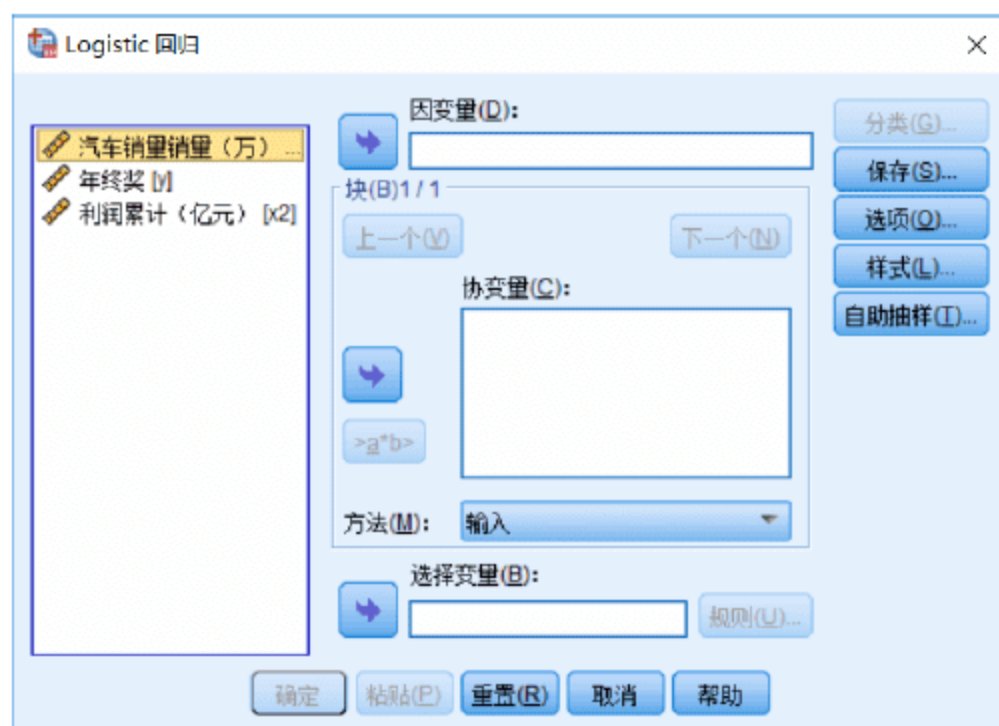 Logistic 回归
汽车销量销量（万） ...
年终奖 [y]
利润累计（亿元） [x2]
因变量(D)：
块(B)1 / 1
上一个(V)
下一个(N)
协变量(C)：
>a*b>
方法(M)：
输入
选择变量(B)：
规则(U)...
分类(G)...
保存(S)...
选项(O)...
样式(L)...
自助抽样(T)...
确定
粘贴(P)
重置(R)
取消
帮助